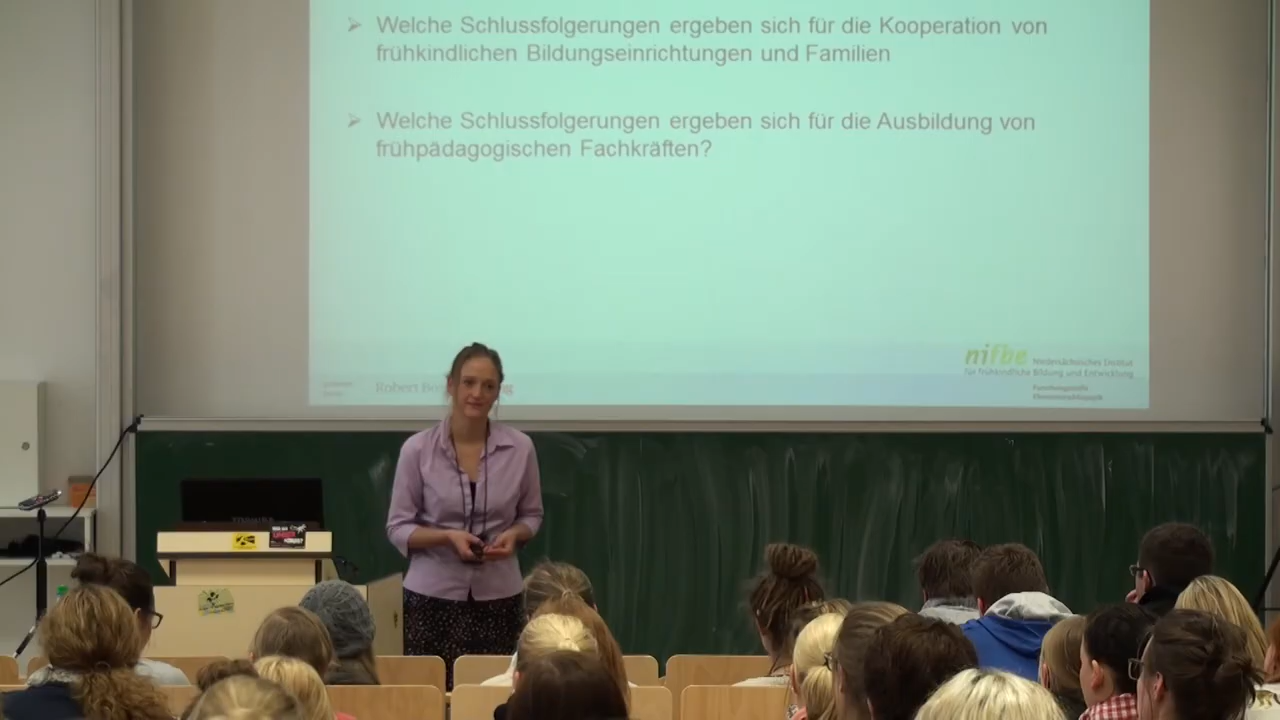 Welche Schlussfolgerungen ergeben sich für die Kooperation von
frühkindlichen Bildungseinrichtungen und Familien
Welche Schlussfolgerungen ergeben sich für die Ausbildung von
frühpädagogischen Fachkräften?
nifbe Niedersächsisches Institut
für frühkindliche Bildung und Entwicklung
Robert